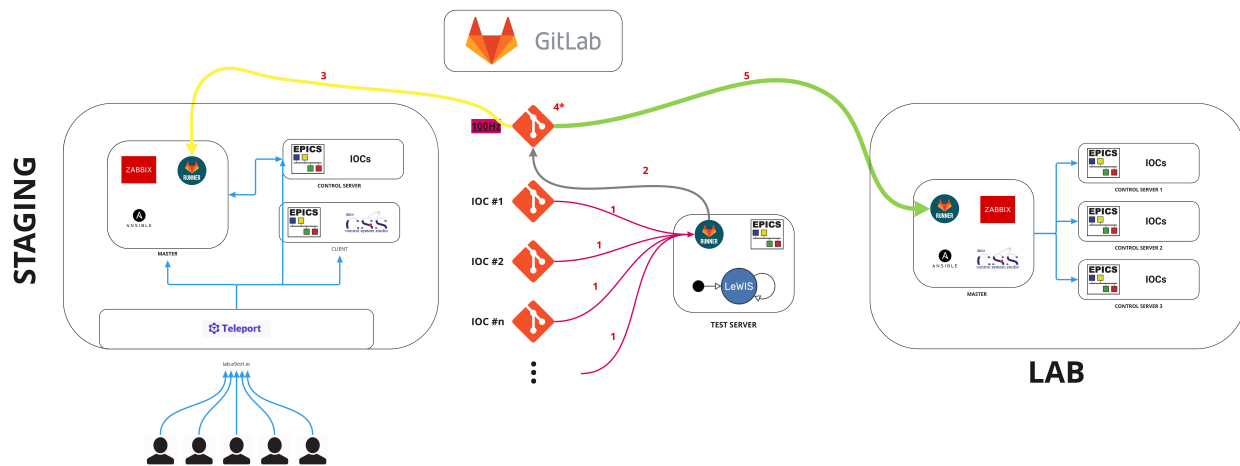 GitLab
3
5
4*
100Hz
STAGING
ZABBIX
RUNNER
ANSIBLE
MASTER
EPICS
IOCs
CONTROL SERVER
EPICS
CSS
control system studio
CLIENT
Teleport
lab.e9ctrl.io
2
IOC #1
1
IOC #2
1
1
IOC #n
1
RUNNER
EPICS
LeWIS
TEST SERVER
RUNNER
ZABBIX
ANSIBLE
CSS
control system studio
MASTER
EPICS
IOCs
CONTROL SERVER 1
EPICS
IOCs
CONTROL SERVER 2
EPICS
IOCs
CONTROL SERVER 3
LAB